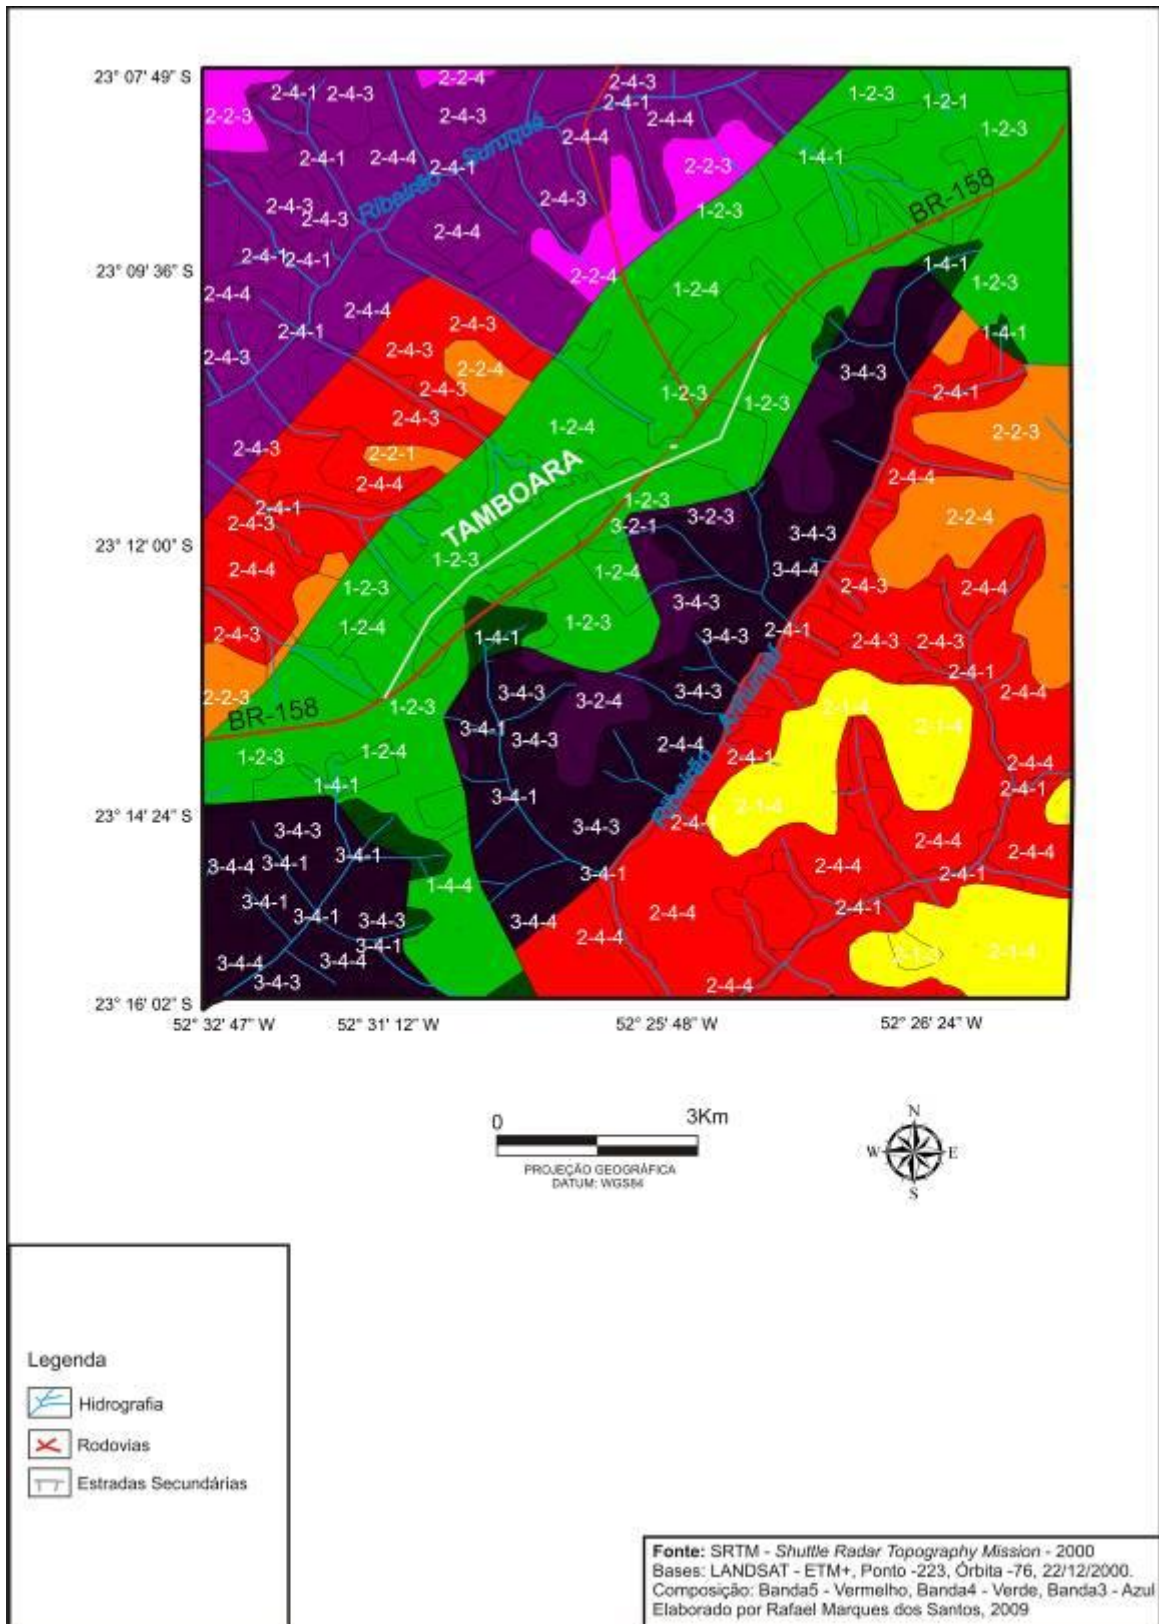 23° 07' 49" S
2-4-1 2-4-3 2-2-4 2-4-3 1-2-3 1-2-1
2-2-3 2-4-3 2-4-1 2-4-4 1-2-3
2-4-4
2-4-1 2-4-4 2-4-1 2-2-3 1-4-1
Ribeirão Suruquá
BR-158
2-4-3 2-4-3 2-4-3 1-2-3
2-4-4
2-4-1 2-4-1 1-4-1
23° 09' 36" S
2-2-4 1-2-4 1-2-3
2-4-4 2-4-4
2-4-1 2-4-3 1-4-1
2-4-3 2-4-3 2-2-4 3-4-3
2-4-3 1-2-3 1-2-3 2-4-1
2-4-3 1-2-4 2-2-3
2-4-3 2-2-1
2-4-4 2-4-4
TAMBOARA
2-4-1 1-2-3
2-4-3 3-2-1 3-2-3 3-4-3 2-2-4
23° 12' 00" S
2-4-4 1-2-3 1-2-4 3-4-4
1-2-3 3-4-3 2-4-3 2-4-4
2-4-3 1-2-4 1-4-1 1-2-3 3-4-3 2-4-1 2-4-3 2-4-3
2-4-1
2-2-3 1-2-3 3-4-3 3-2-4 3-4-3 2-4-4
BR-158
3-4-1 3-4-3 2-1-4 2-1-4
1-2-3 1-2-4 2-4-4 2-4-1 2-4-4
Ribeirão
1-4-1 3-4-1 2-1-4 2-4-1
23° 14' 24" S
3-4-3 3-4-3 2-4-1 2-4-4
3-4-4 3-4-1 3-4-1 3-4-1 2-4-4 2-4-1 2-4-4
1-4-4
3-4-1 3-4-1 3-4-3 3-4-4 2-4-4 2-4-1
3-4-1 2-4-4
3-4-4 3-4-4 2-1-3 2-1-4
3-4-3 2-4-4
23° 16' 02" S
52° 32' 47" W 52° 31' 12" W 52° 25' 48" W 52° 26' 24" W
0 3Km
PROJEÇÃO GEOGRÁFICA
DATUM: WGS84
N
W E
S
Legenda
Hidrografia
Rodovias
Estradas Secundárias
Fonte: SRTM - Shuttle Radar Topography Mission - 2000
Bases: LANDSAT - ETM+, Ponto -223, Órbita -76, 22/12/2000.
Composição: Banda5 - Vermelho, Banda4 - Verde, Banda3 - Azul
Elaborado por Rafael Marques dos Santos, 2009